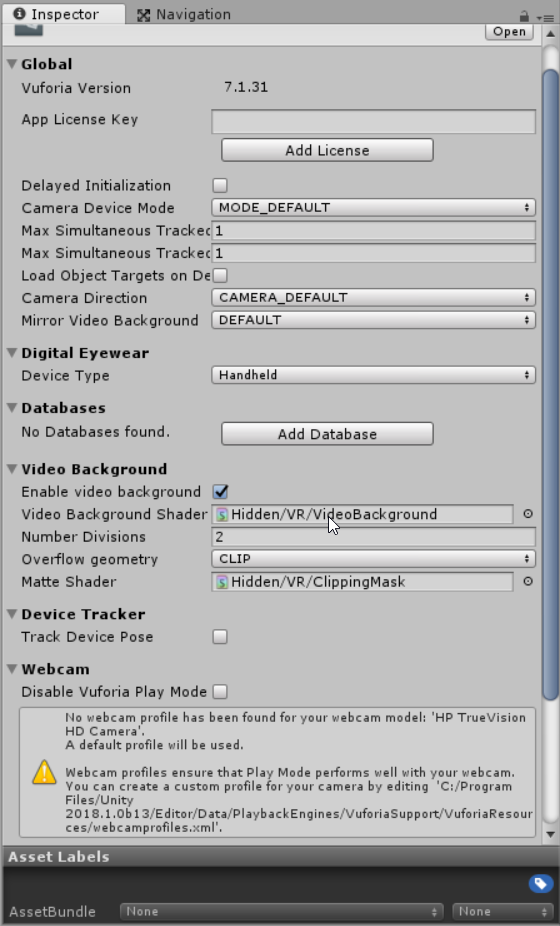 Inspector
Navigation
Open
Global
Vuforia Version 7.1.31
App License Key
Add License
Delayed Initialization
Camera Device Mode MODE_DEFAULT
Max Simultaneous Tracked 1
Max Simultaneous Tracked 1
Load Object Targets on De
Camera Direction CAMERA_DEFAULT
Mirror Video Background DEFAULT
Digital Eyewear
Device Type Handheld
Databases
No Databases found. Add Database
Video Background
Enable video background
Video Background Shader Hidden/VR/VideoBackground
Number Divisions 2
Overflow geometry CLIP
Matte Shader Hidden/VR/ClippingMask
Device Tracker
Track Device Pose
Webcam
Disable Vuforia Play Mode
No webcam profile has been found for your webcam model: 'HP TrueVision
HD Camera'.
A default profile will be used.
Webcam profiles ensure that Play Mode performs well with your webcam.
You can create a custom profile for your camera by editing 'C:/Program
Files/Unity
2018.1.0b13/Editor/Data/PlaybackEngines/VuforiaSupport/VuforiaResour
ces/webcamprofiles.xml'.
Asset Labels
AssetBundle None None